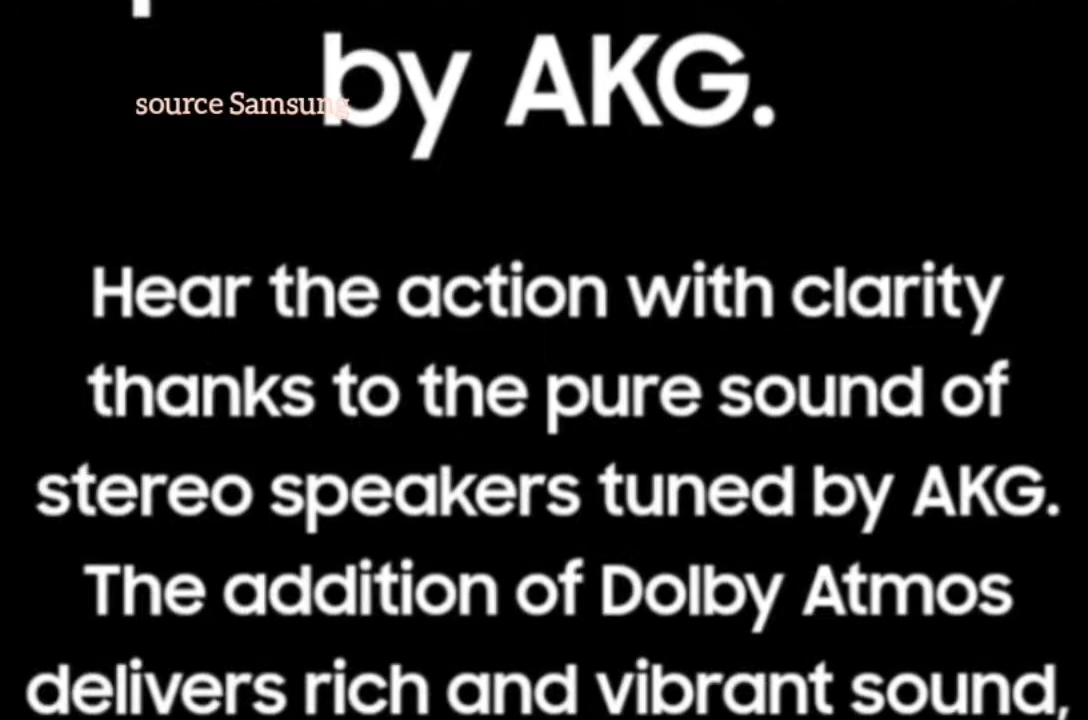 by AKG.
source Samsung
Hear the action with clarity
thanks to the pure sound of
stereo speakers tuned by AKG.
The addition of Dolby Atmos
delivers rich and vibrant sound,